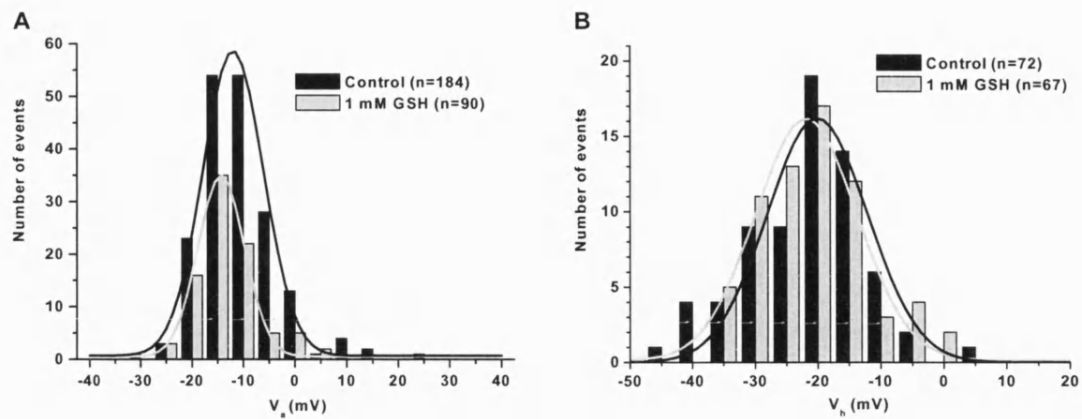 A
Number of events
60
50
40
30
20
10
0
Control (n=184)
1 mM GSH (n=90)
-40 -30 -20 -10 0 10 20 30 40
Va (mV)
B
Number of events
20
15
10
5
0
Control (n=72)
1 mM GSH (n=67)
-50 -40 -30 -20 -10 0 10 20
Vh (mV)